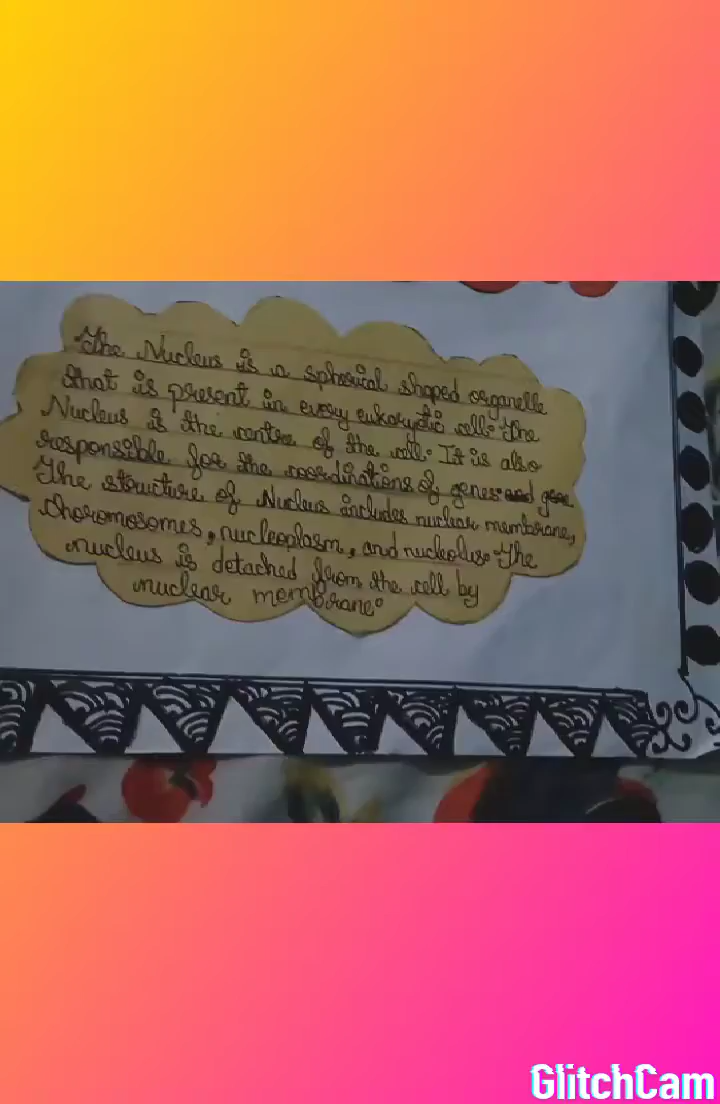 The Nucleus is a spherical shaped organelle
that is present in every eukaryotic cell. The
Nucleus is the centre of the cell. It is also
responsible for the coordinations of genes and gene
The structure of Nucleus includes nuclear membrane,
choromosomes, nucleoplasm, and nucleolus. The
nucleus is detached from the cell by
nuclear membrane.
GlitchCam